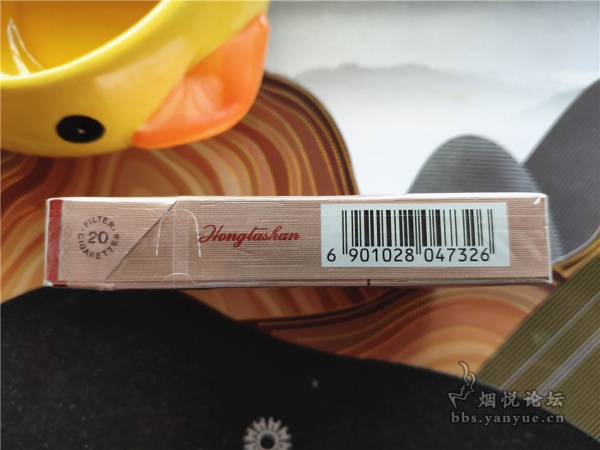 FILTER·
20
CIGARETTES
Hongtashan
6 901028 047326
烟悦论坛
bbs.yanyue.cn